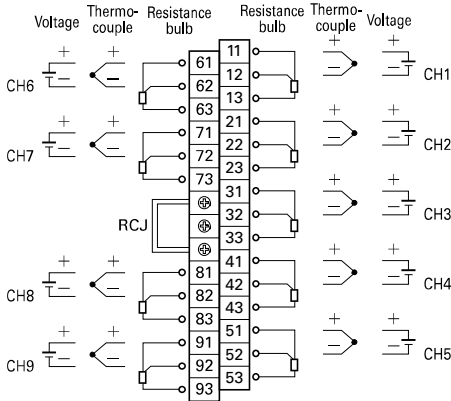 Voltage Thermo-couple Resistance bulb Resistance bulb Thermo-couple Voltage
CH6 + − + − 61 62 63
CH7 + − + − 71 72 73
RCJ
CH8 + − + − 81 82 83
CH9 + − + − 91 92 93
11 12 13 + − + − CH1
21 22 23 + − + − CH2
31 32 33 + − + − CH3
41 42 43 + − + − CH4
51 52 53 + − + − CH5